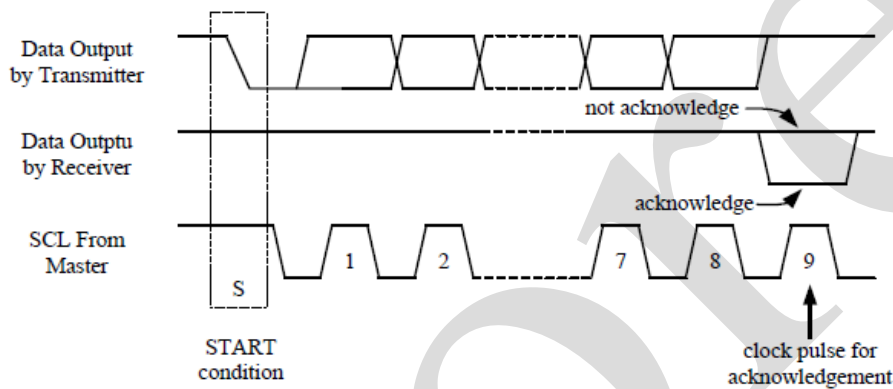 Data Output
by Transmitter
not acknowledge
Data Outptu
by Receiver
acknowledge
SCL From
Master
1
2
7
8
9
S
START
condition
clock pulse for
acknowledgement